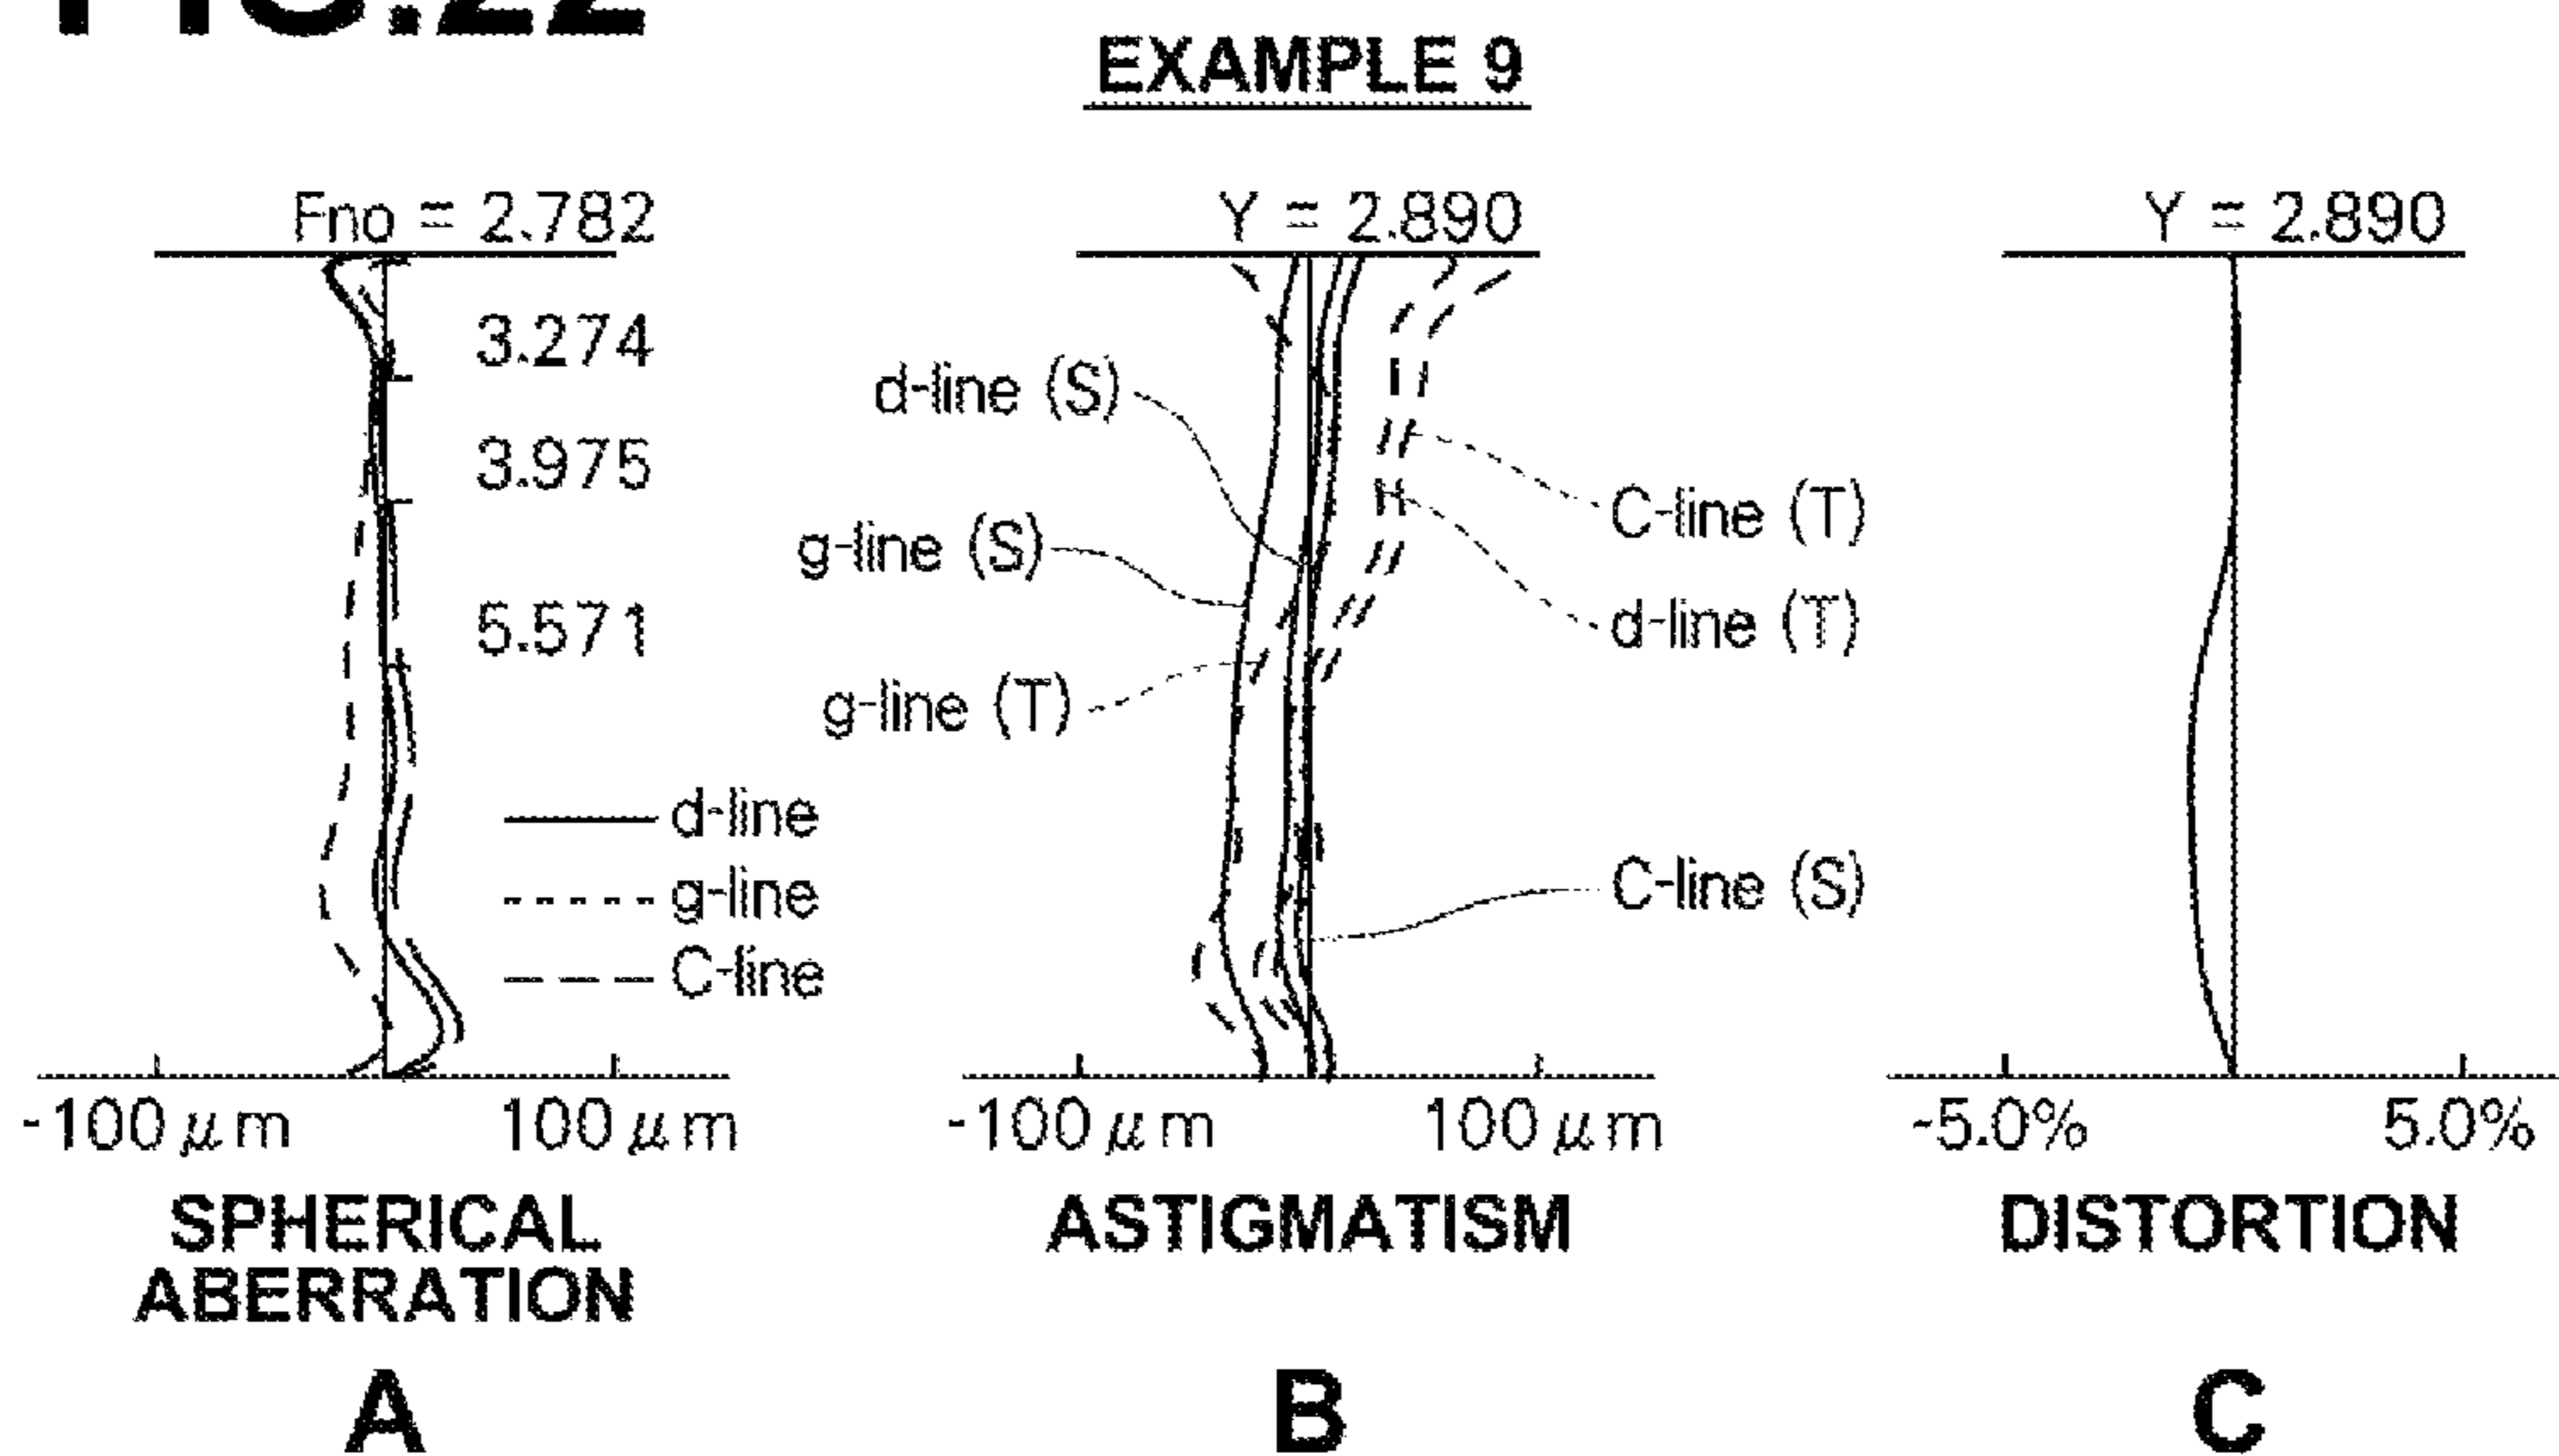 FIG.22
EXAMPLE 9
Fno = 2.782
3.274
3.975
5.571
d-line
g-line
C-line
-100 μm
100 μm
SPHERICAL
ABERRATION
A
Y = 2.890
d-line (S)
g-line (S)
g-line (T)
C-line (T)
d-line (T)
C-line (S)
-100 μm
100 μm
ASTIGMATISM
B
Y = 2.890
-5.0%
5.0%
DISTORTION
C